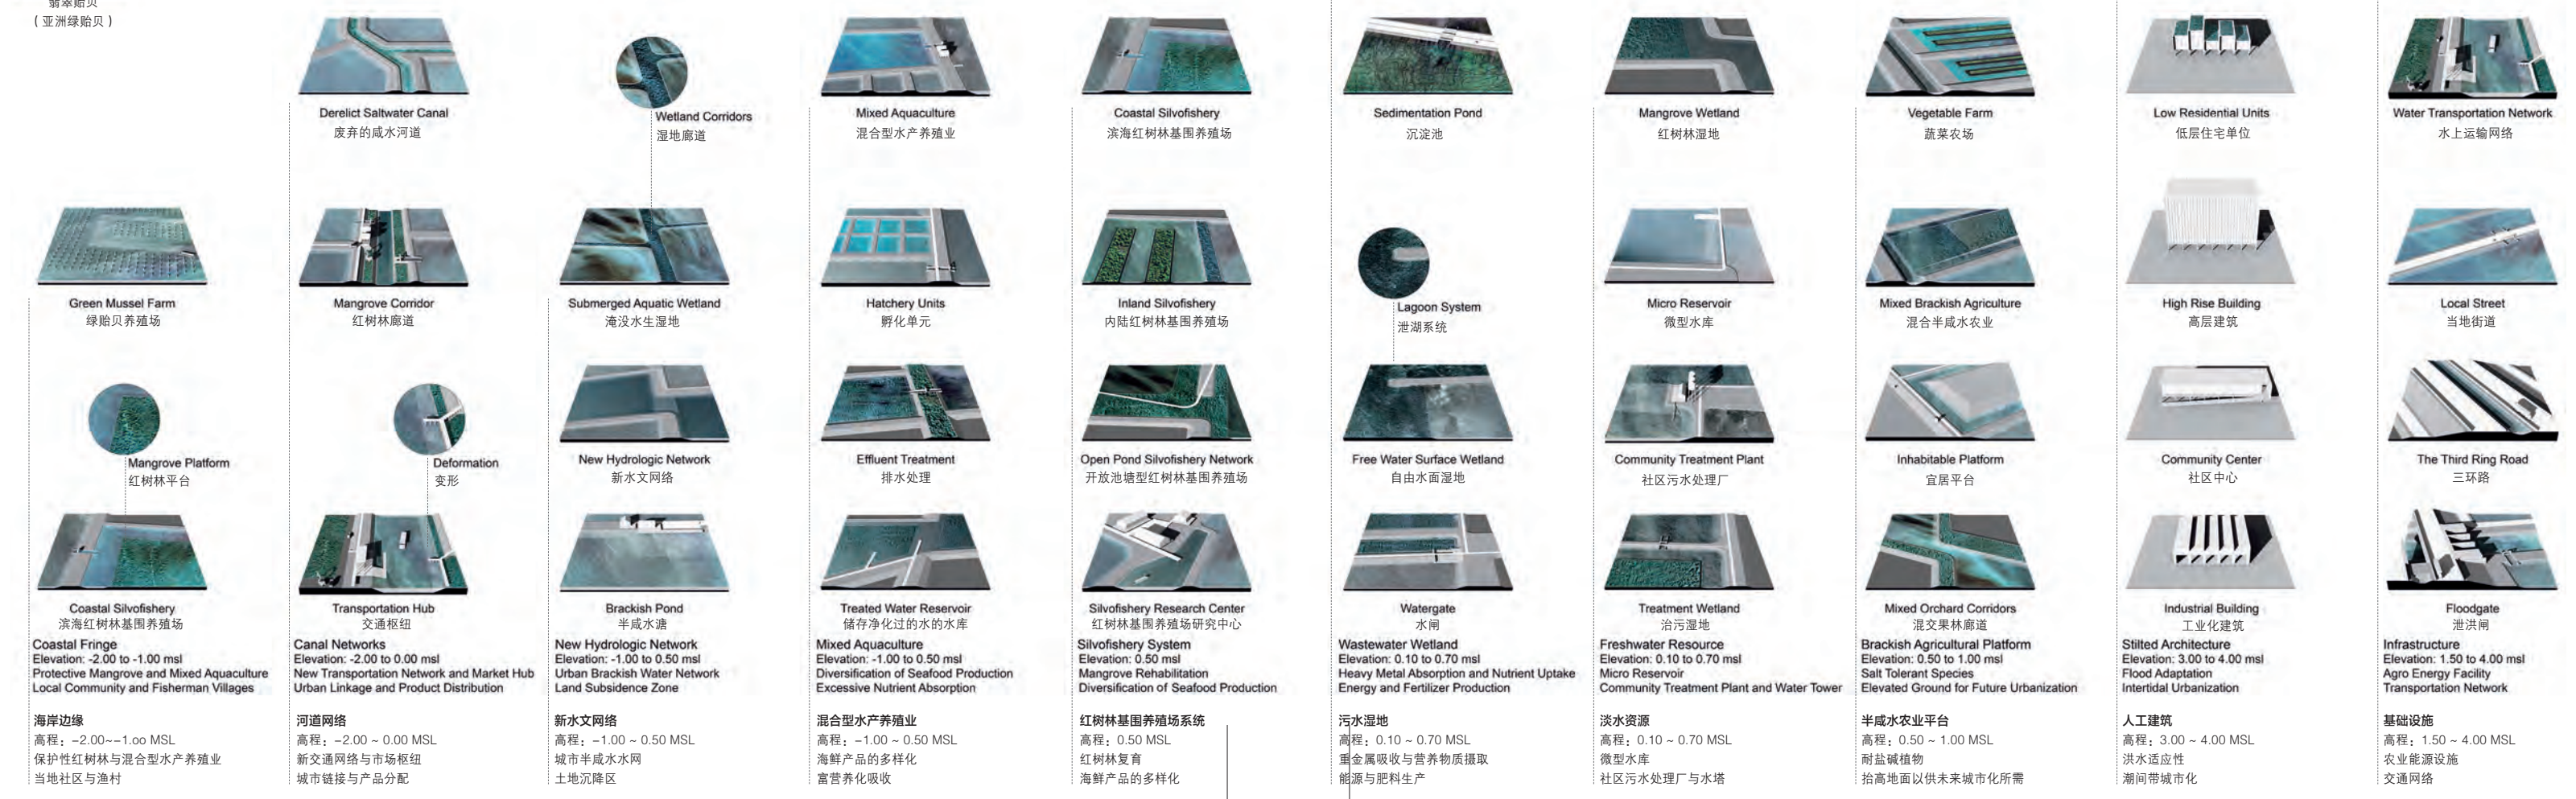 翡翠贻贝
（亚洲绿贻贝）
Derelict Saltwater Canal
废弃的咸水河道
Wetland Corridors
湿地廊道
Mixed Aquaculture
混合型水产养殖业
Coastal Silvofishery
滨海红树林基围养殖场
Sedimentation Pond
沉淀池
Mangrove Wetland
红树林湿地
Vegetable Farm
蔬菜农场
Low Residential Units
低层住宅单位
Water Transportation Network
水上运输网络
Green Mussel Farm
绿贻贝养殖场
Mangrove Corridor
红树林廊道
Submerged Aquatic Wetland
淹没水生湿地
Hatchery Units
孵化单元
Inland Silvofishery
内陆红树林基围养殖场
Lagoon System
泄湖系统
Micro Reservoir
微型水库
Mixed Brackish Agriculture
混合半咸水农业
High Rise Building
高层建筑
Local Street
当地街道
Mangrove Platform
红树林平台
Deformation
变形
New Hydrologic Network
新水文网络
Effluent Treatment
排水处理
Open Pond Silvofishery Network
开放池塘型红树林基围养殖场
Free Water Surface Wetland
自由水面湿地
Community Treatment Plant
社区污水处理厂
Inhabitable Platform
宜居平台
Community Center
社区中心
The Third Ring Road
三环路
Coastal Silvofishery
滨海红树林基围养殖场
Transportation Hub
交通枢纽
Brackish Pond
半咸水塘
Treated Water Reservoir
储存净化过的水的水库
Silvofishery Research Center
红树林基围养殖场研究中心
Watergate
水闸
Treatment Wetland
治污湿地
Mixed Orchard Corridors
混交果林廊道
Industrial Building
工业化建筑
Floodgate
泄洪闸
Coastal Fringe
Elevation: -2.00 to -1.00 msl
Protective Mangrove and Mixed Aquaculture
Local Community and Fisherman Villages
海岸边缘
高程：-2.00~-1.oo MSL
保护性红树林与混合型水产养殖业
当地社区与渔村
Canal Networks
Elevation: -2.00 to 0.00 msl
New Transportation Network and Market Hub
Urban Linkage and Product Distribution
河道网络
高程：-2.00 ~ 0.00 MSL
新交通网络与市场枢纽
城市链接与产品分配
New Hydrologic Network
Elevation: -1.00 to 0.50 msl
Urban Brackish Water Network
Land Subsidence Zone
新水文网络
高程：-1.00 ~ 0.50 MSL
城市半咸水水网
土地沉降区
Mixed Aquaculture
Elevation: -1.00 to 0.50 msl
Diversification of Seafood Production
Excessive Nutrient Absorption
混合型水产养殖业
高程：-1.00 ~ 0.50 MSL
海鲜产品的多样化
富营养化吸收
Silvofishery System
Elevation: 0.50 msl
Mangrove Rehabilitation
Diversification of Seafood Production
红树林基围养殖场系统
高程：0.50 MSL
红树林复育
海鲜产品的多样化
Wastewater Wetland
Elevation: 0.10 to 0.70 msl
Heavy Metal Absorption and Nutrient Uptake
Energy and Fertilizer Production
污水湿地
高程：0.10 ~ 0.70 MSL
重金属吸收与营养物质摄取
能源与肥料生产
Freshwater Resource
Elevation: 0.10 to 0.70 msl
Micro Reservoir
Community Treatment Plant and Water Tower
淡水资源
高程：0.10 ~ 0.70 MSL
微型水库
社区污水处理厂与水塔
Brackish Agricultural Platform
Elevation: 0.50 to 1.00 msl
Salt Tolerant Species
Elevated Ground for Future Urbanization
半咸水农业平台
高程：0.50 ~ 1.00 MSL
耐盐碱植物
抬高地面以供未来城市化所需
Stilted Architecture
Elevation: 3.00 to 4.00 msl
Flood Adaptation
Intertidal Urbanization
人工建筑
高程：3.00 ~ 4.00 MSL
洪水适应性
潮间带城市化
Infrastructure
Elevation: 1.50 to 4.00 msl
Agro Energy Facility
Transportation Network
基础设施
高程：1.50 ~ 4.00 MSL
农业能源设施
交通网络